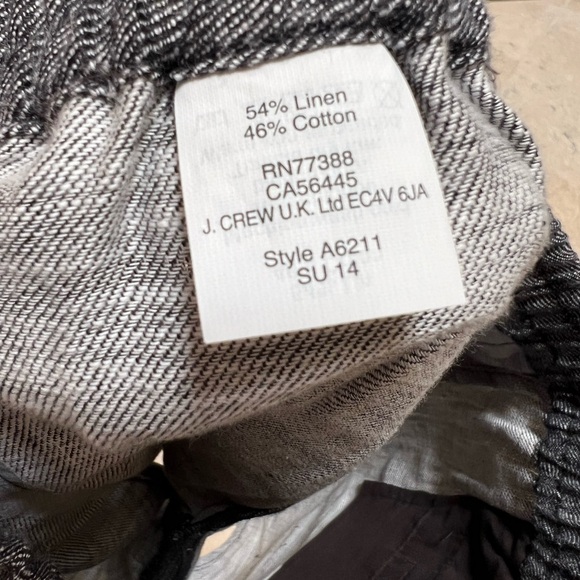 54% Linen
46% Cotton
RN77388
CA56445
J. CREW U.K. Ltd EC4V 6JA
Style A6211
SU 14